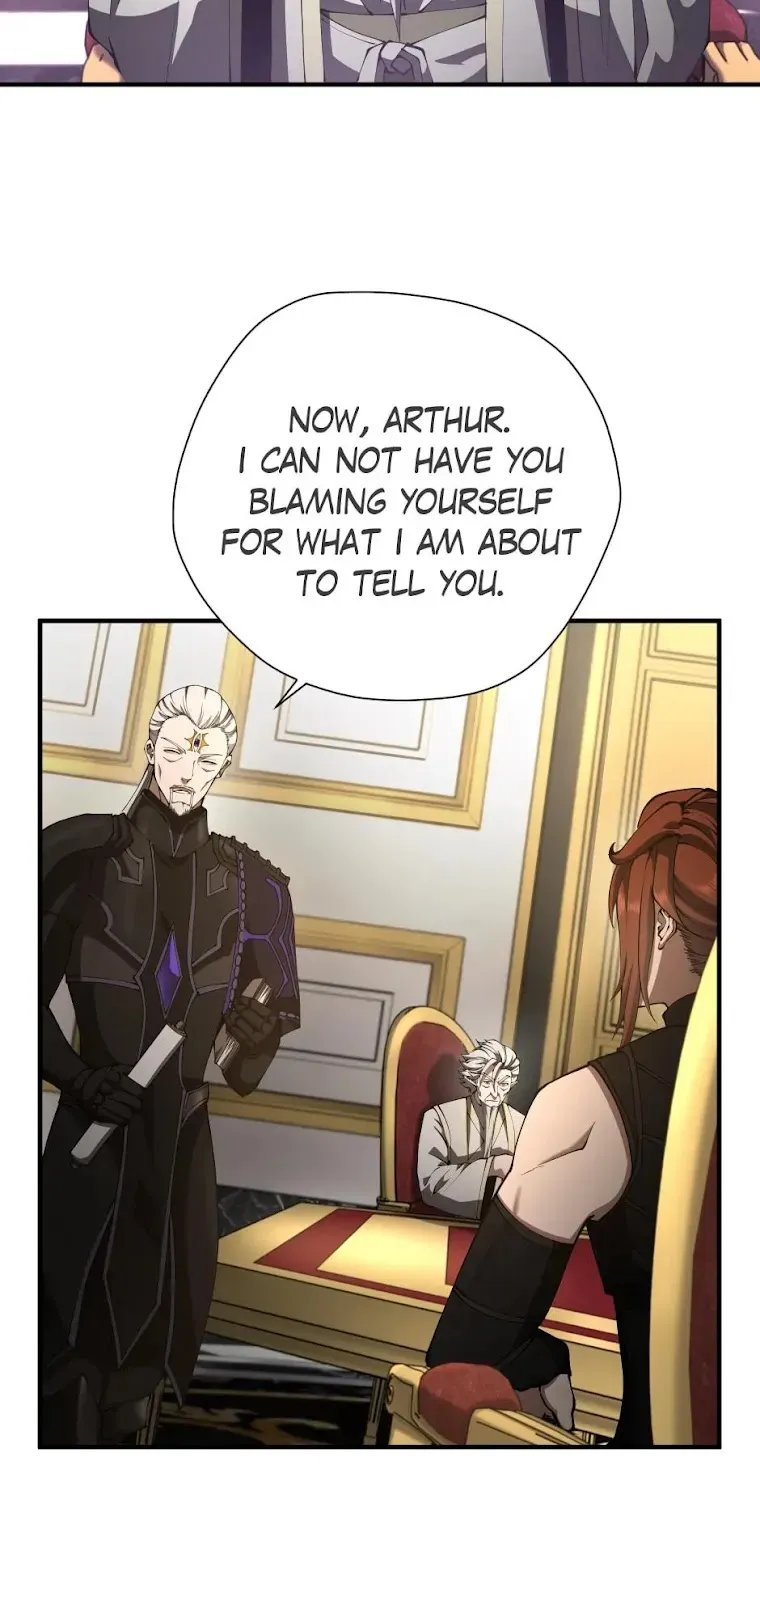 NOW, ARTHUR.
I CAN NOT HAVE YOU
BLAMING YOURSELF
FOR WHAT I AM ABOUT
TO TELL YOU.